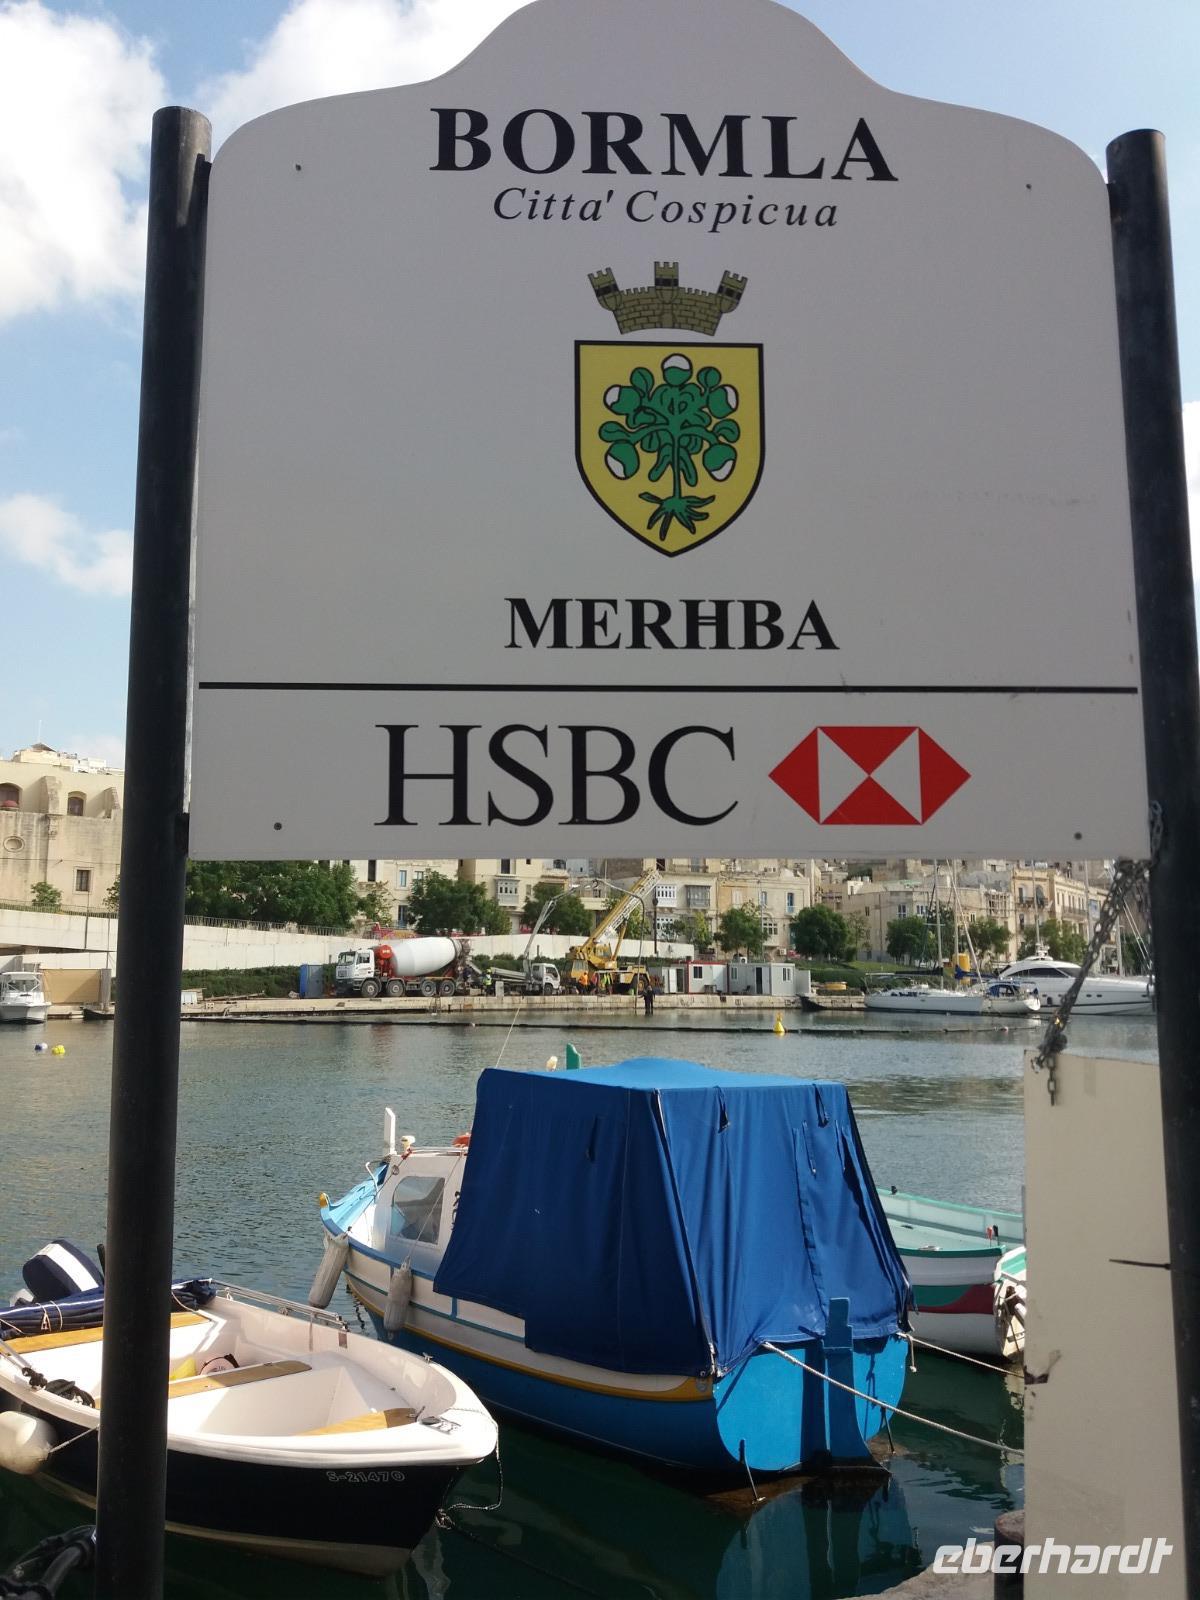 BORMLA
Citta' Cospicua
MERĦBA
HSBC
S-21470
eberhardt